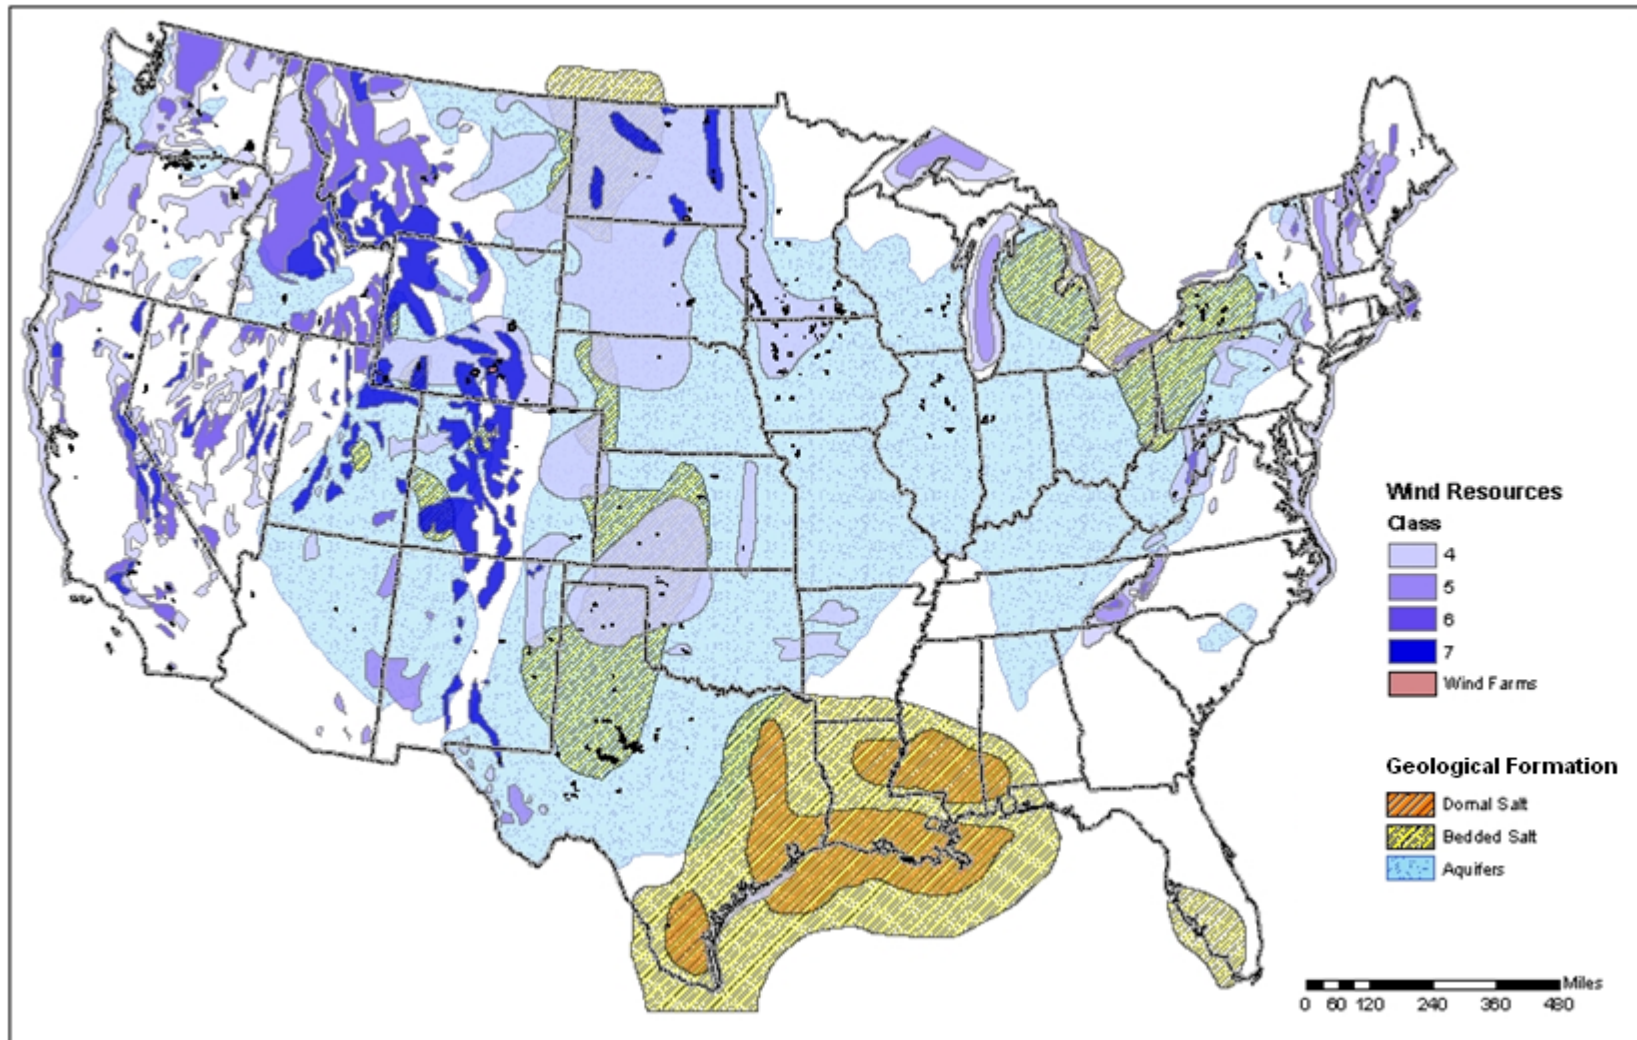 Wind Resources
Class
4
5
6
7
Wind Farms
Geological Formation
Domal Salt
Bedded Salt
Aquifers
Miles
0 60 120 240 360 480